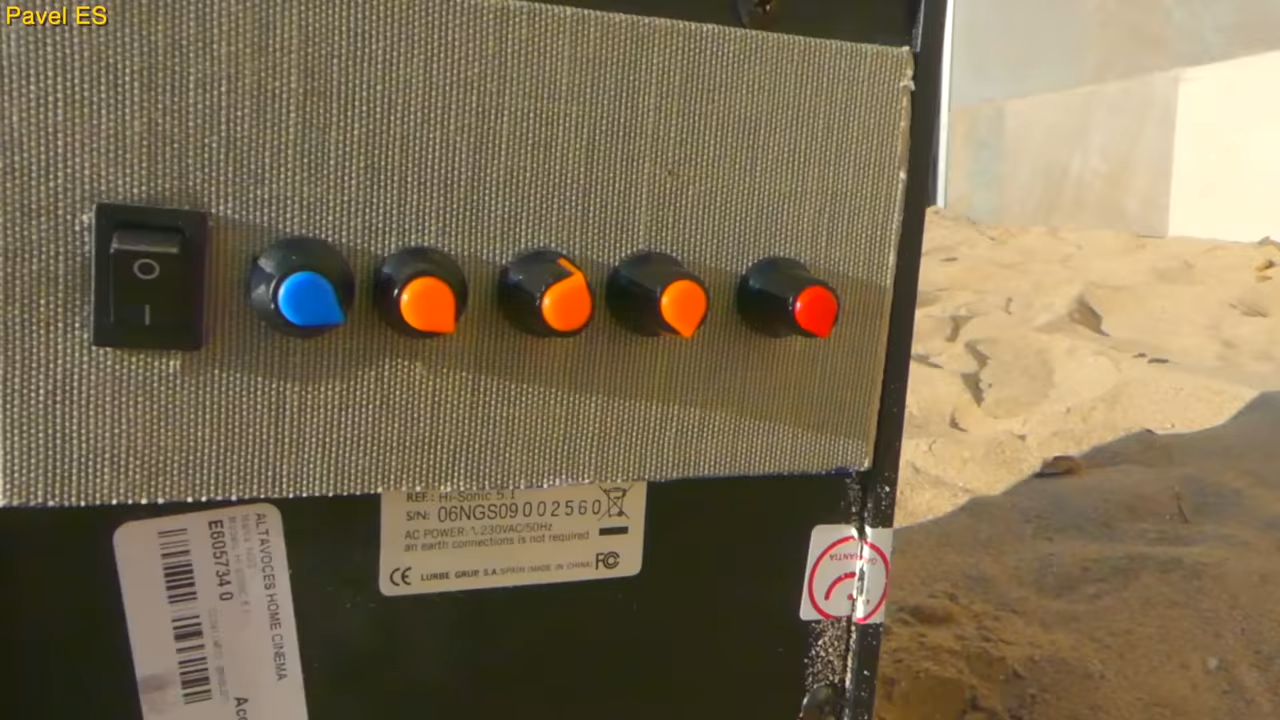 Pavel ES
REF.: Hi-Sonic 5.1
S/N: 06NGS09002560
AC POWER: ∿230VAC/50Hz
an earth connections is not required
CE LURBE GRUP, S.A. SPAIN (MADE IN CHINA) FC
ALTAVOCES HOME CINEMA
E605734 0
GARANTIA